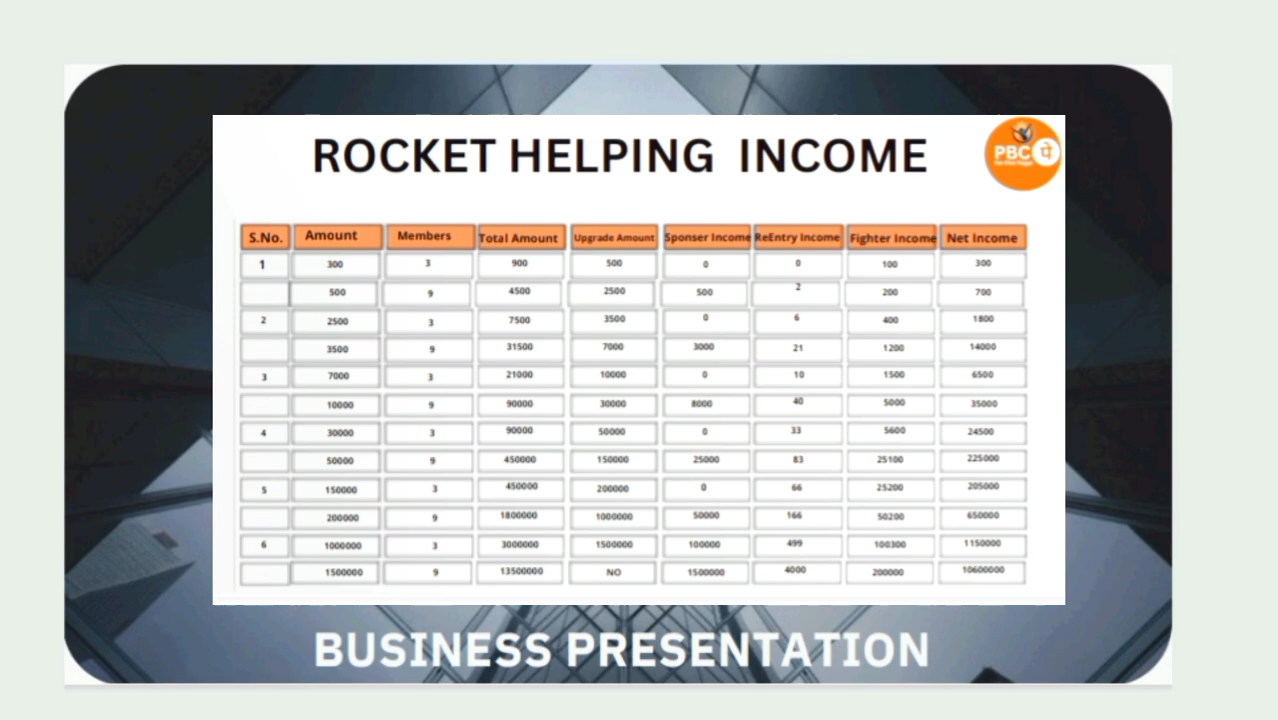 ROCKET HELPING INCOME
PBC पे
S.No. Amount Members Total Amount Upgrade Amount Sponser Income ReEntry Income Fighter Income Net Income
1 300 3 900 500 0 0 100 300
500 9 4500 2500 500 2 200 700
2 2500 3 7500 3500 0 6 400 1800
3500 9 31500 7000 3000 21 1200 14000
3 7000 3 21000 10000 0 10 1500 6500
10000 9 90000 30000 8000 40 5000 35000
4 30000 3 90000 50000 0 33 5600 24500
50000 9 450000 150000 25000 83 25100 225000
5 150000 3 450000 200000 0 66 25200 205000
200000 9 1800000 1000000 50000 166 50200 650000
6 1000000 3 3000000 1500000 100000 499 100300 1150000
1500000 9 13500000 NO 1500000 4000 200000 10600000
BUSINESS PRESENTATION